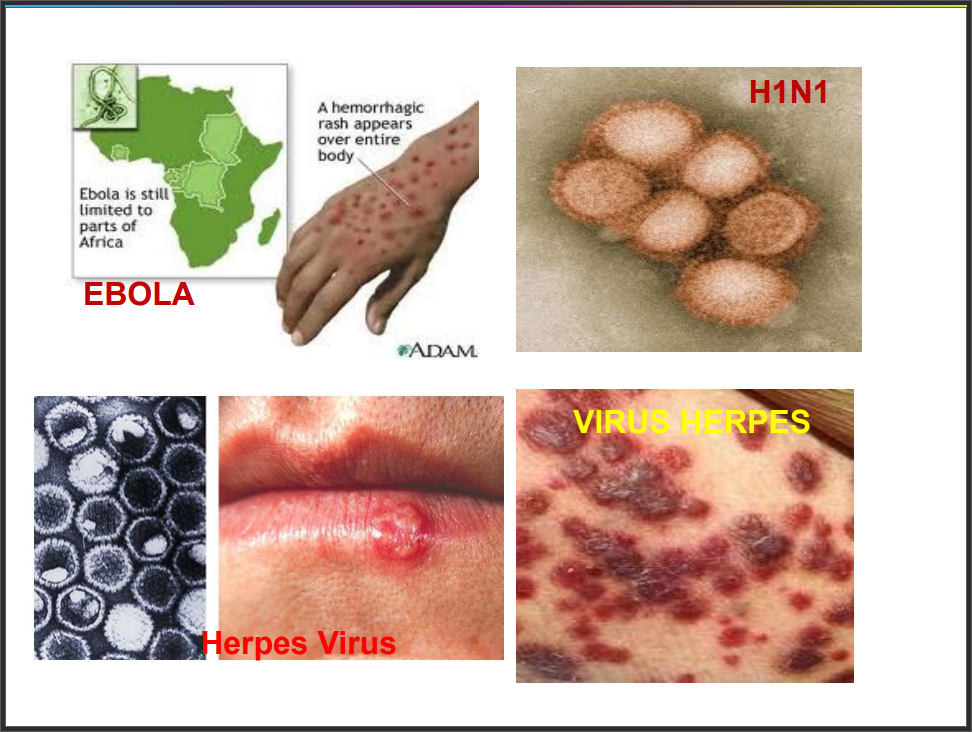 A hemorrhagic
rash appears
over entire
body
Ebola is still
limited to
parts of
Africa
EBOLA
ADAM.
H1N1
Herpes Virus
VIRUS HERPES